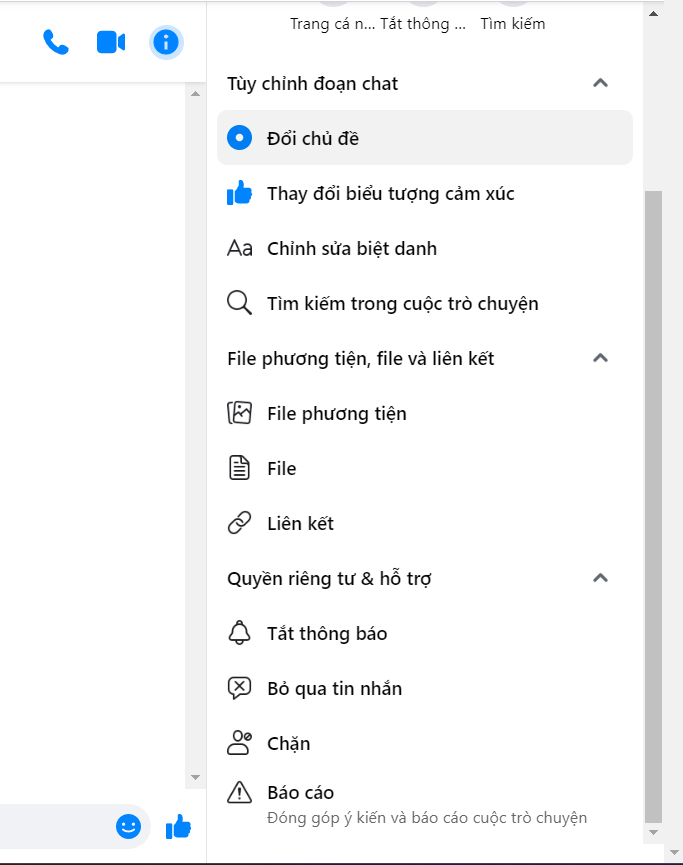 Trang cá n... Tắt thông ... Tìm kiếm
Tùy chỉnh đoạn chat
Đổi chủ đề
Thay đổi biểu tượng cảm xúc
Aa Chỉnh sửa biệt danh
Tìm kiếm trong cuộc trò chuyện
File phương tiện, file và liên kết
File phương tiện
File
Liên kết
Quyền riêng tư & hỗ trợ
Tắt thông báo
Bỏ qua tin nhắn
Chặn
Báo cáo
Đóng góp ý kiến và báo cáo cuộc trò chuyện